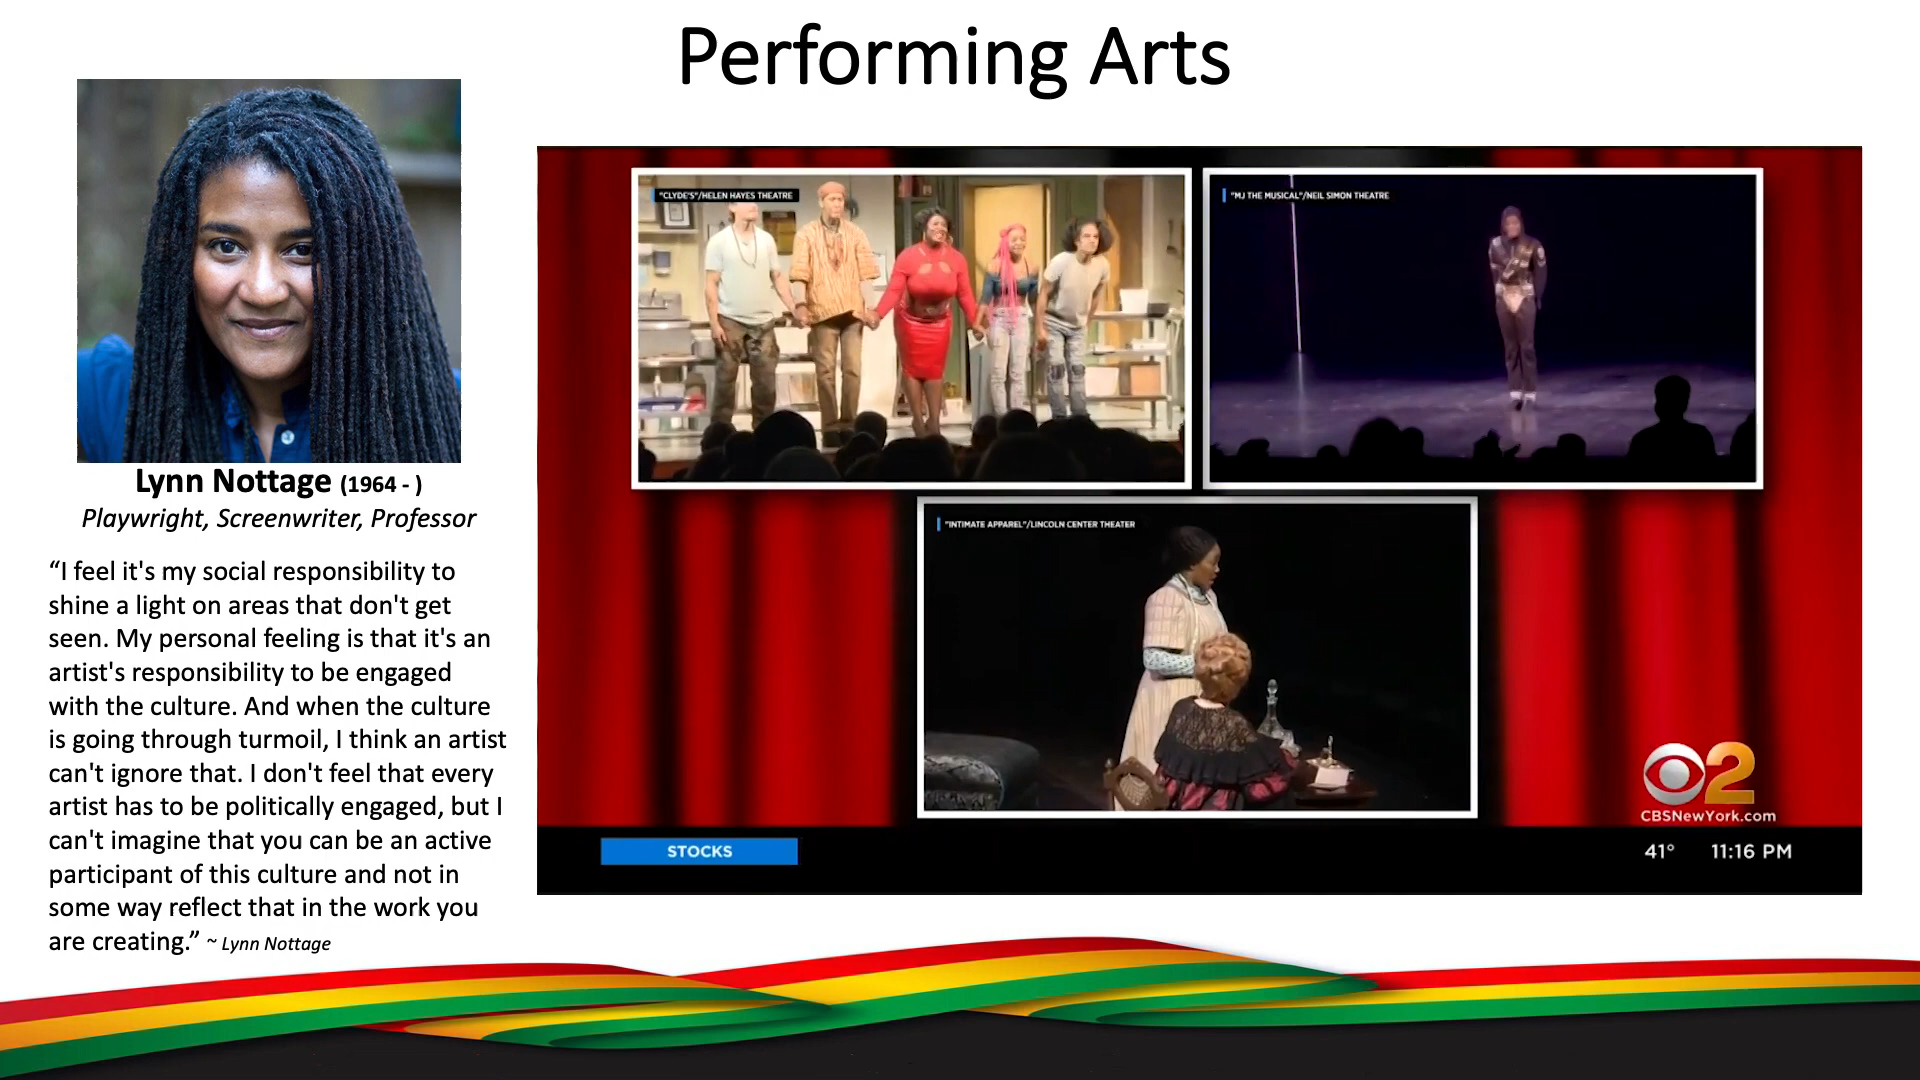 Performing Arts
Lynn Nottage (1964 - )
Playwright, Screenwriter, Professor
“I feel it's my social responsibility to
shine a light on areas that don't get
seen. My personal feeling is that it's an
artist's responsibility to be engaged
with the culture. And when the culture
is going through turmoil, I think an artist
can't ignore that. I don't feel that every
artist has to be politically engaged, but I
can't imagine that you can be an active
participant of this culture and not in
some way reflect that in the work you
are creating.” ~ Lynn Nottage
"CLYDE'S"/HELEN HAYES THEATRE
"MJ THE MUSICAL"/NEIL SIMON THEATRE
"INTIMATE APPAREL"/LINCOLN CENTER THEATER
2
CBSNewYork.com
STOCKS
41° 11:16 PM